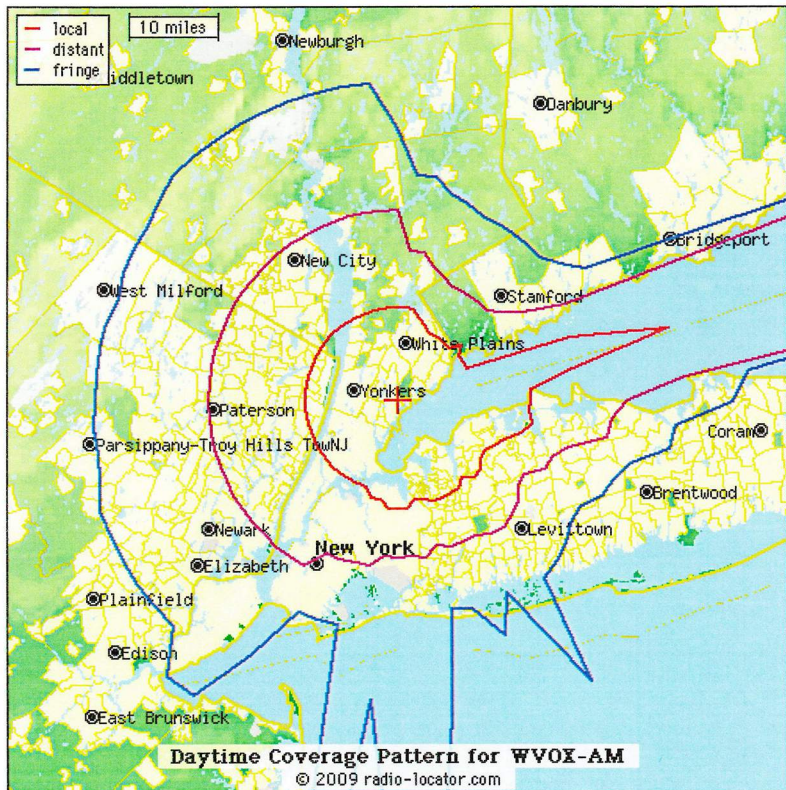 local
distant
fringe
10 miles
Newburgh
iddletown
Danbury
Bridgeport
New City
West Milford
Stamford
White Plains
Yonkers
Paterson
Coram
Parsippany-Troy Hills TowNJ
Brentwood
Newark
Levittown
New York
Elizabeth
Plainfield
Edison
East Brunswick
Daytime Coverage Pattern for WVOX-AM
© 2009 radio-locator.com